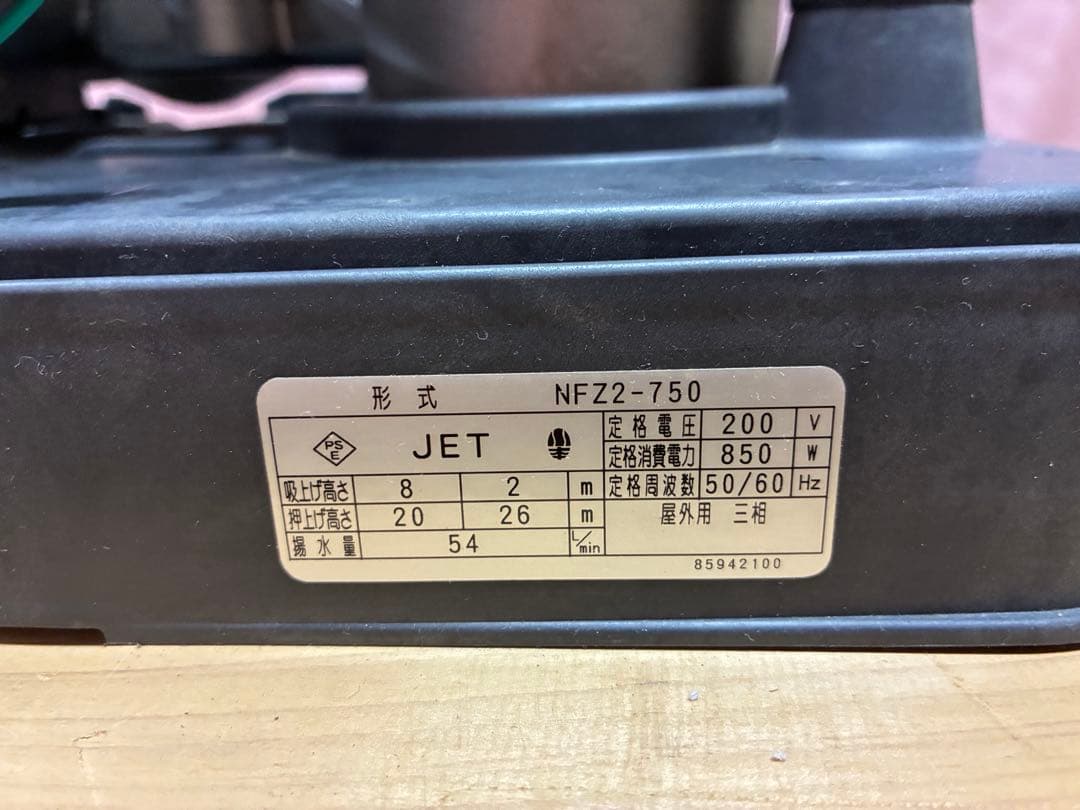 形式 NFZ2-750
PS
E
JET
定格電圧 200 V
定格消費電力 850 W
吸上げ高さ 8 2 m 定格周波数 50/60 Hz
押上げ高さ 20 26 m 屋外用 三相
揚水量 54 L/min
85942100